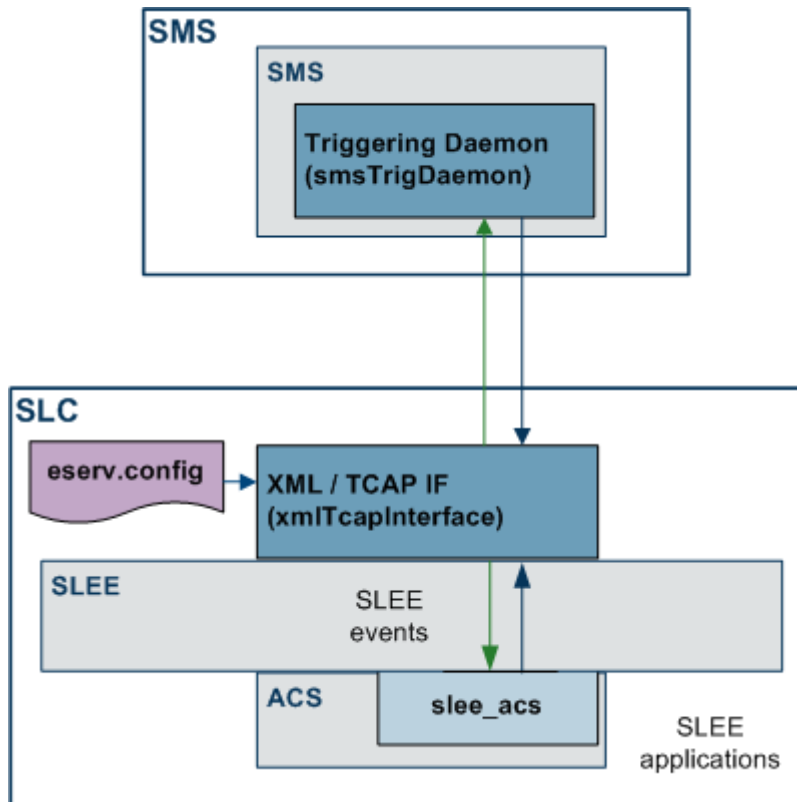 SMS
SMS
Triggering Daemon
(smsTrigDaemon)
SLC
eserv.config
XML / TCAP IF
(xmlTcapInterface)
SLEE
SLEE
events
ACS
slee_acs
SLEE
applications